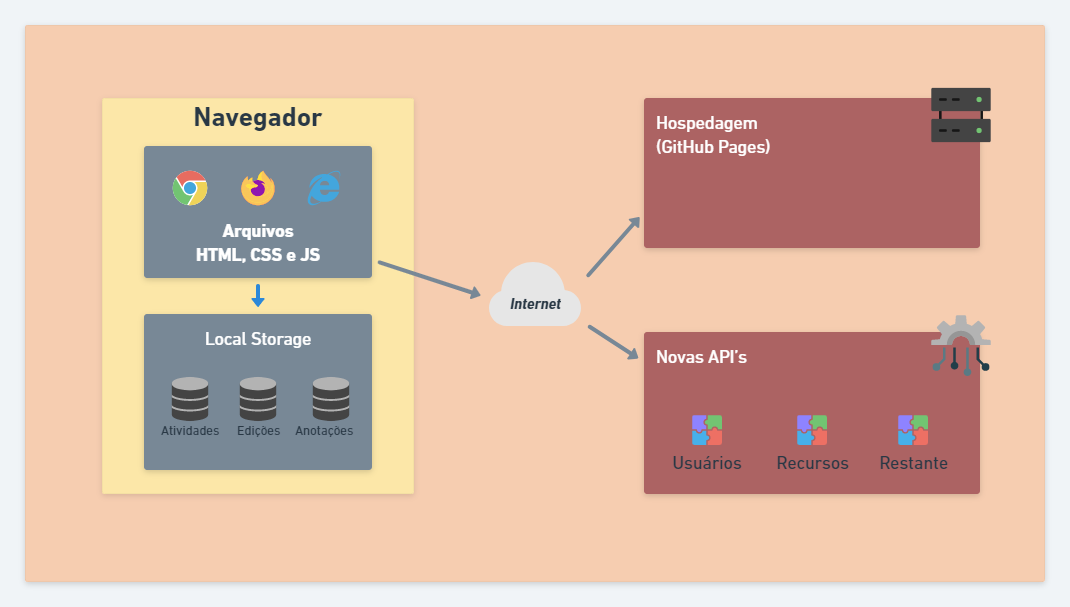 Navegador
Arquivos
HTML, CSS e JS
Local Storage
Atividades Edições Anotações
Internet
Hospedagem
(GitHub Pages)
Novas API's
Usuários Recursos Restante